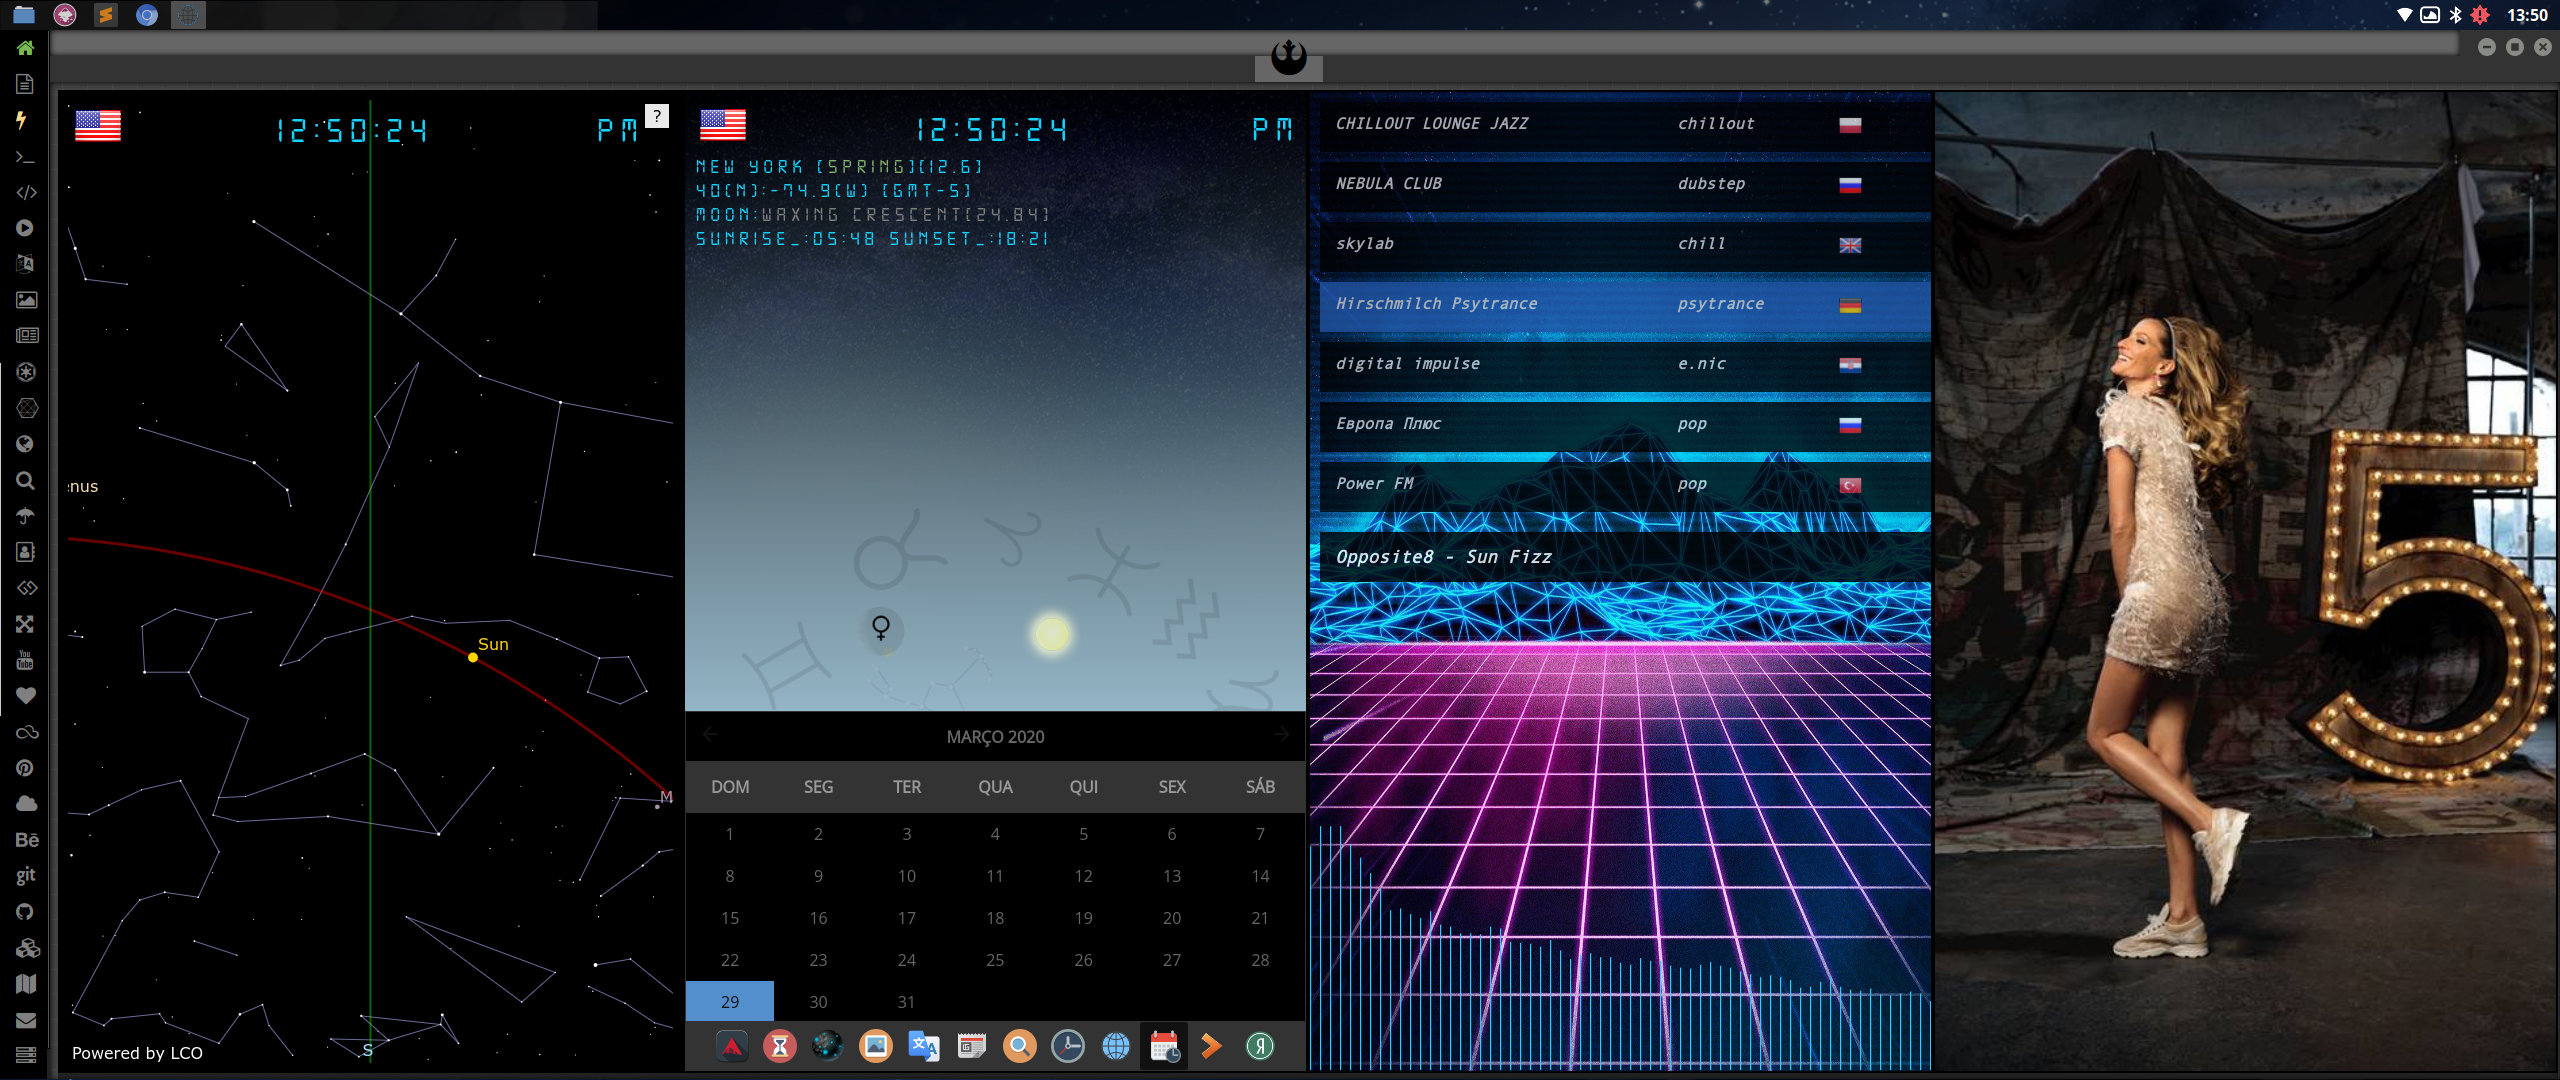 13:50
You
Tube
Bē
git
12:50:24 PM ?
:nus
Sun
M
S
Powered by LCO
12:50:24 PM
NEW YORK [SPRING][12.6]
40(N):-74.9(W) [GMT-5]
MOON:WAXING CRESCENT[24.84]
SUNRISE_:05:48 SUNSET_:18:21
MARÇO 2020
DOM SEG TER QUA QUI SEX SÁB
1 2 3 4 5 6 7
8 9 10 11 12 13 14
15 16 17 18 19 20 21
22 23 24 25 26 27 28
29 30 31
Я
CHILLOUT LOUNGE JAZZ chillout
NEBULA CLUB dubstep
skylab chill
Hirschmilch Psytrance psytrance
digital impulse e.nic
Европа Плюс pop
Power FM pop
Opposite8 - Sun Fizz
5